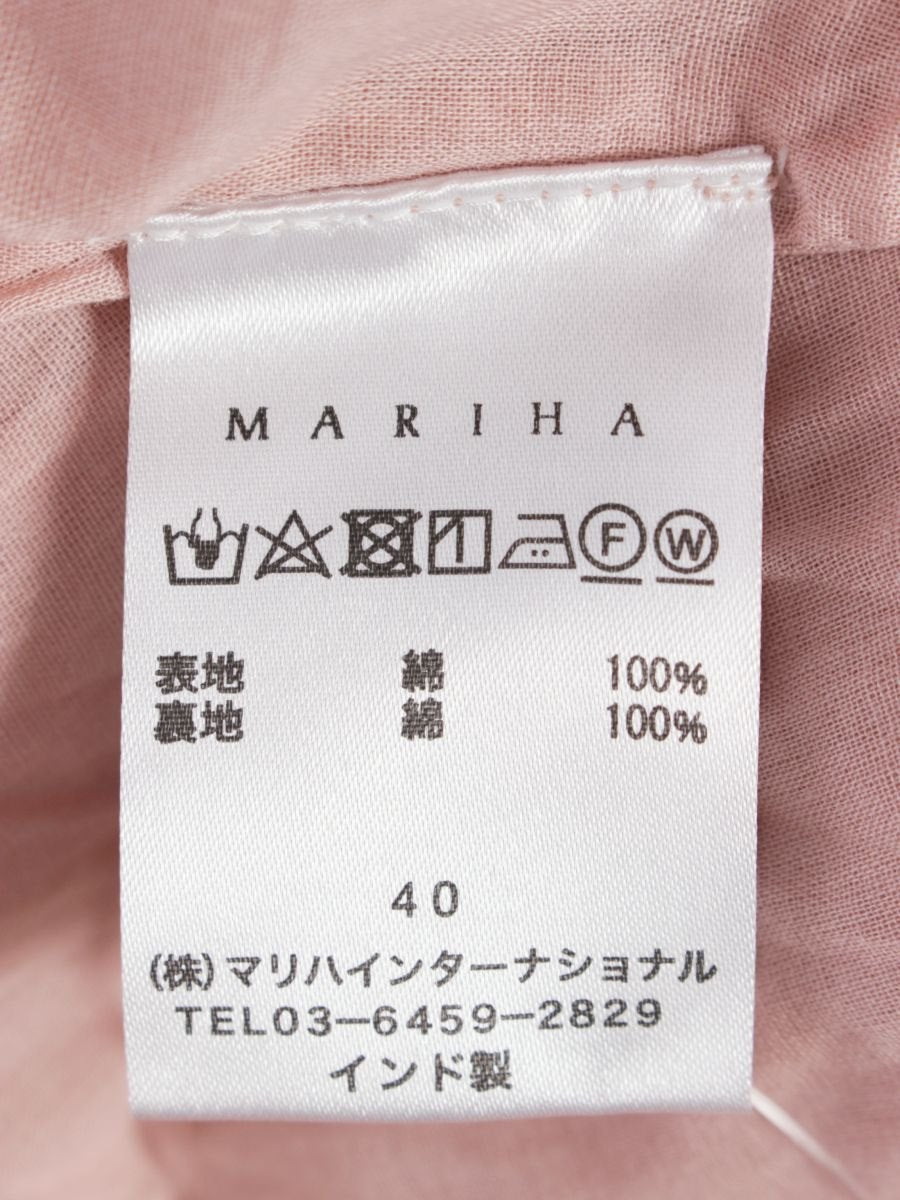 MARIHA
F W
表地 綿 100%
裏地 綿 100%
40
(株)マリハインターナショナル
TEL03-6459-2829
インド製